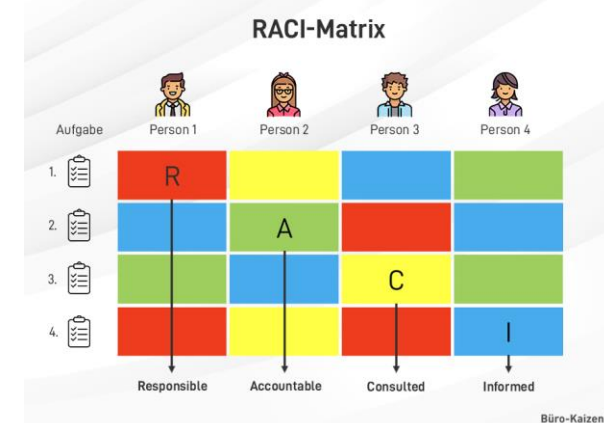 RACI-Matrix
Aufgabe Person 1 Person 2 Person 3 Person 4
1. R
2. A
3. C
4. I
Responsible Accountable Consulted Informed
Büro-Kaizen